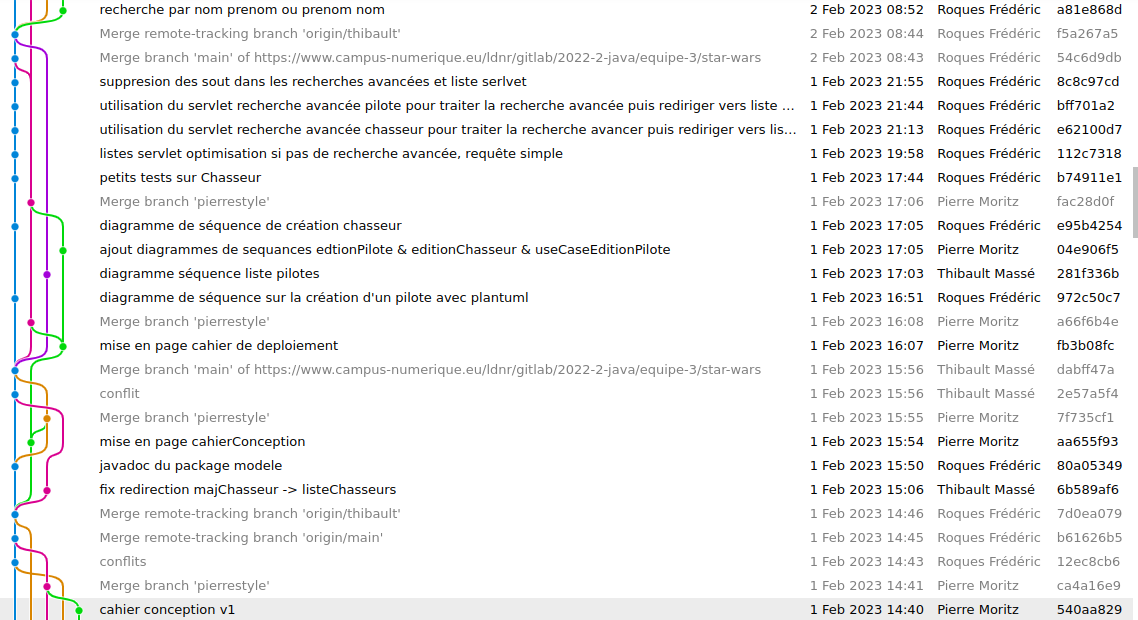 recherche par nom prenom ou prenom nom 2 Feb 2023 08:52 Roques Frédéric a81e868d
Merge remote-tracking branch 'origin/thibault' 2 Feb 2023 08:44 Roques Frédéric f5a267a5
Merge branch 'main' of https://www.campus-numerique.eu/ldnr/gitlab/2022-2-java/equipe-3/star-wars 2 Feb 2023 08:43 Roques Frédéric 54c6d9db
suppresion des sout dans les recherches avancées et liste serlvet 1 Feb 2023 21:55 Roques Frédéric 8c8c97cd
utilisation du servlet recherche avancée pilote pour traiter la recherche avancée puis rediriger vers liste ... 1 Feb 2023 21:44 Roques Frédéric bff701a2
utilisation du servlet recherche avancée chasseur pour traiter la recherche avancer puis rediriger vers lis... 1 Feb 2023 21:13 Roques Frédéric e62100d7
listes servlet optimisation si pas de recherche avancée, requête simple 1 Feb 2023 19:58 Roques Frédéric 112c7318
petits tests sur Chasseur 1 Feb 2023 17:44 Roques Frédéric b74911e1
Merge branch 'pierrestyle' 1 Feb 2023 17:06 Pierre Moritz fac28d0f
diagramme de séquence de création chasseur 1 Feb 2023 17:05 Roques Frédéric e95b4254
ajout diagrammes de sequances edtionPilote & editionChasseur & useCaseEditionPilote 1 Feb 2023 17:05 Pierre Moritz 04e906f5
diagramme séquence liste pilotes 1 Feb 2023 17:03 Thibault Massé 281f336b
diagramme de séquence sur la création d'un pilote avec plantuml 1 Feb 2023 16:51 Roques Frédéric 972c50c7
Merge branch 'pierrestyle' 1 Feb 2023 16:08 Pierre Moritz a66f6b4e
mise en page cahier de deploiement 1 Feb 2023 16:07 Pierre Moritz fb3b08fc
Merge branch 'main' of https://www.campus-numerique.eu/ldnr/gitlab/2022-2-java/equipe-3/star-wars 1 Feb 2023 15:56 Thibault Massé dabff47a
conflit 1 Feb 2023 15:56 Thibault Massé 2e57a5f4
Merge branch 'pierrestyle' 1 Feb 2023 15:55 Pierre Moritz 7f735cf1
mise en page cahierConception 1 Feb 2023 15:54 Pierre Moritz aa655f93
javadoc du package modele 1 Feb 2023 15:50 Roques Frédéric 80a05349
fix redirection majChasseur -> listeChasseurs 1 Feb 2023 15:06 Thibault Massé 6b589af6
Merge remote-tracking branch 'origin/thibault' 1 Feb 2023 14:46 Roques Frédéric 7d0ea079
Merge remote-tracking branch 'origin/main' 1 Feb 2023 14:45 Roques Frédéric b61626b5
conflits 1 Feb 2023 14:43 Roques Frédéric 12ec8cb6
Merge branch 'pierrestyle' 1 Feb 2023 14:41 Pierre Moritz ca4a16e9
cahier conception v1 1 Feb 2023 14:40 Pierre Moritz 540aa829